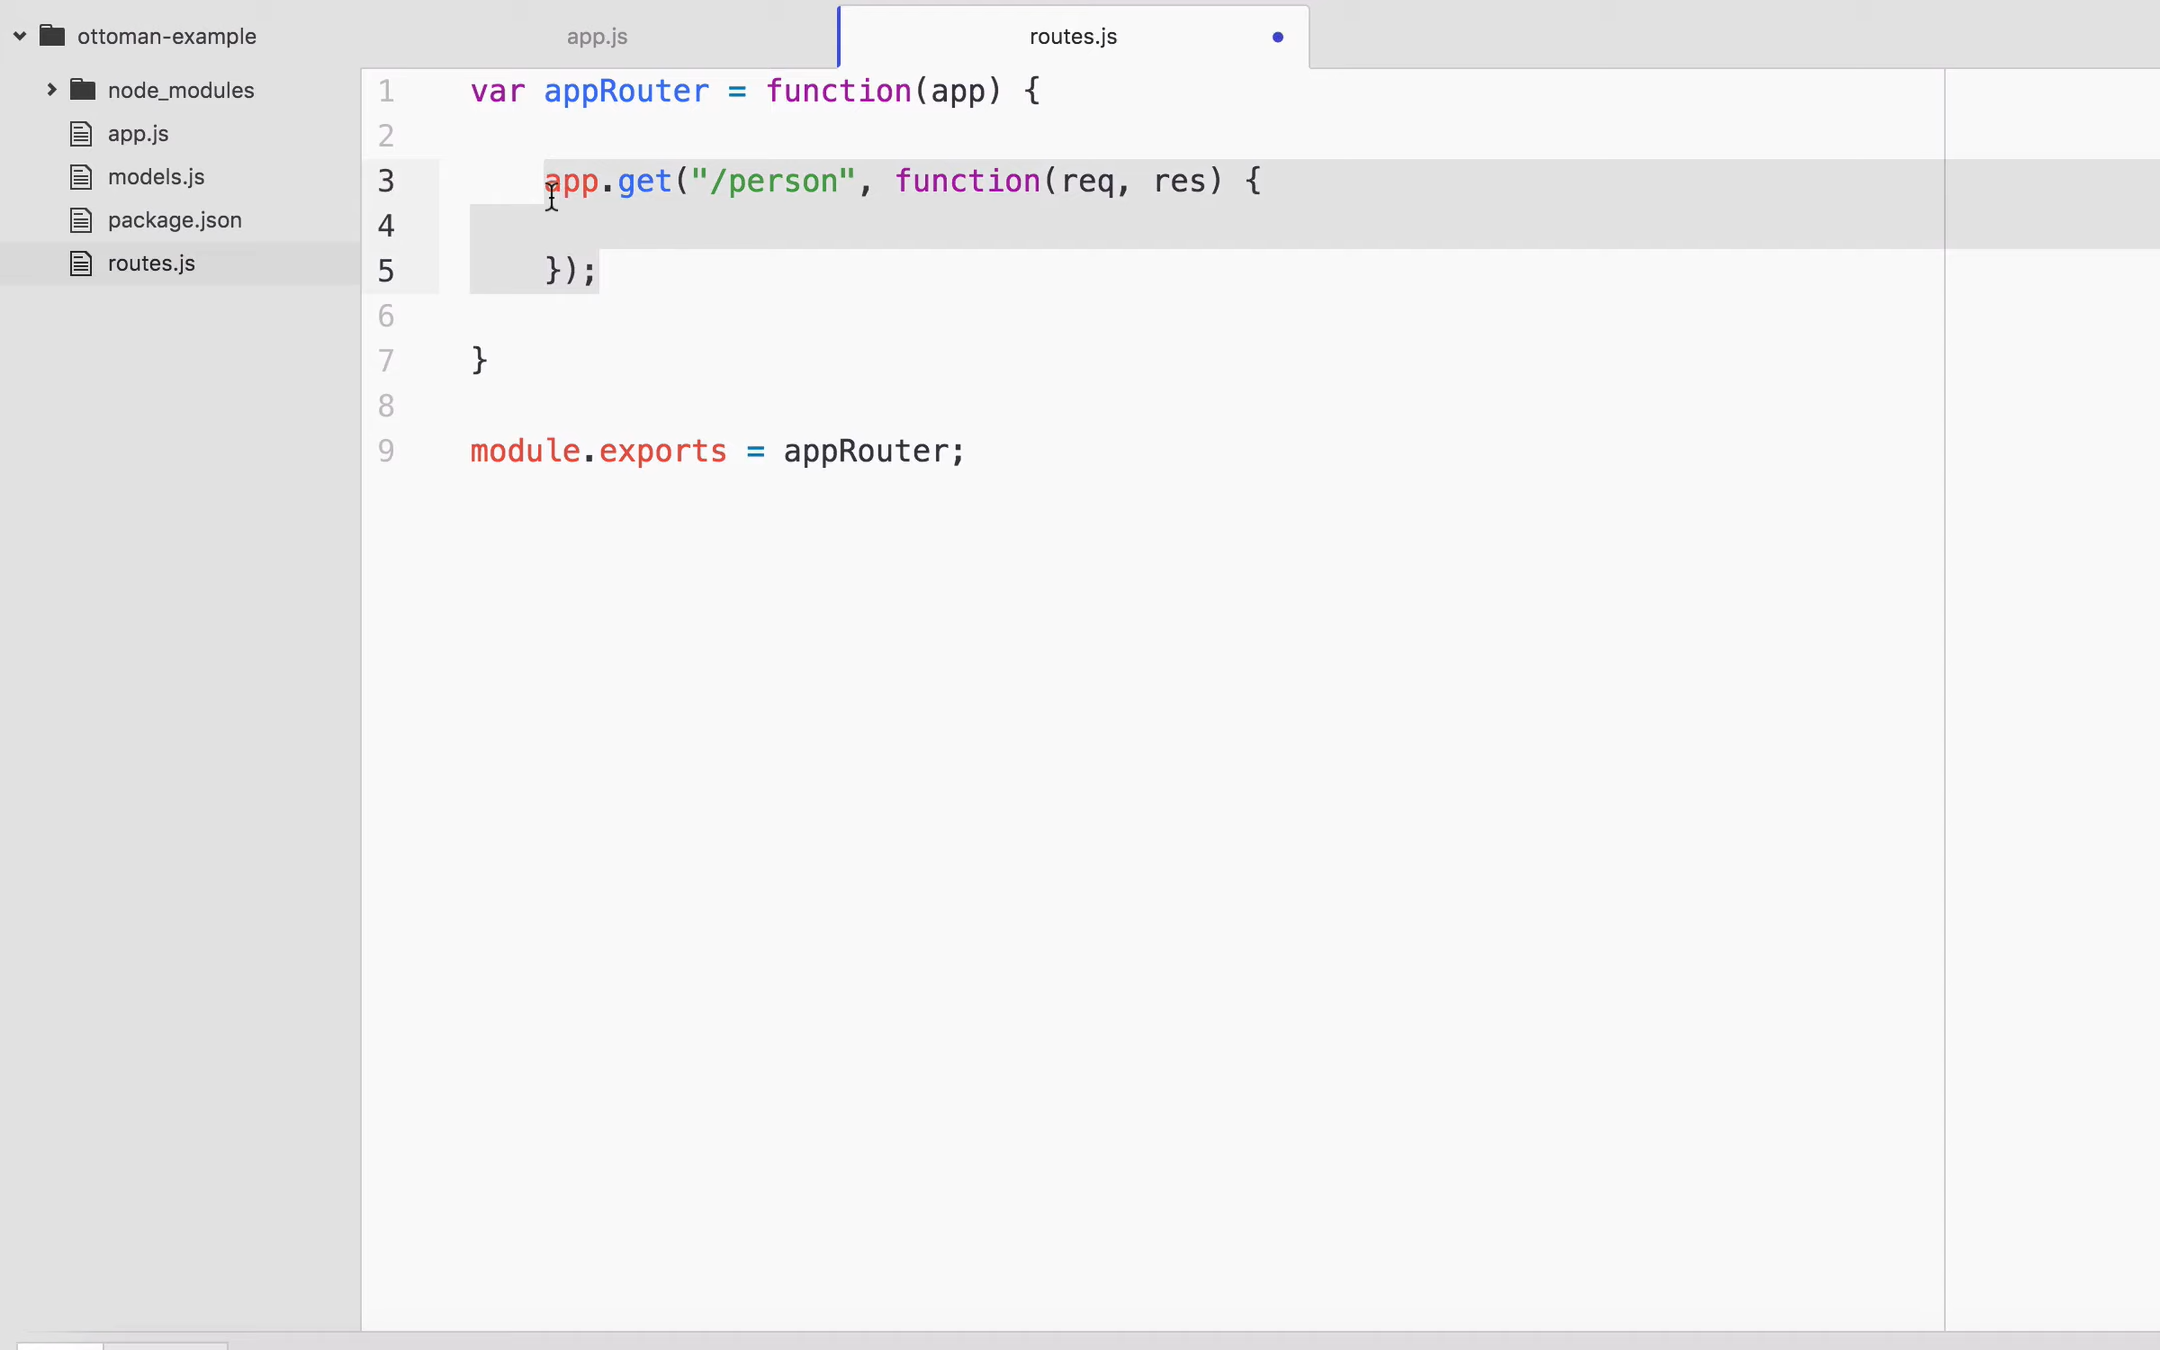 ottoman-example
node_modules
app.js
models.js
package.json
routes.js
app.js
routes.js
1 var appRouter = function(app) {
2
3 app.get("/person", function(req, res) {
4
5 });
6
7 }
8
9 module.exports = appRouter;